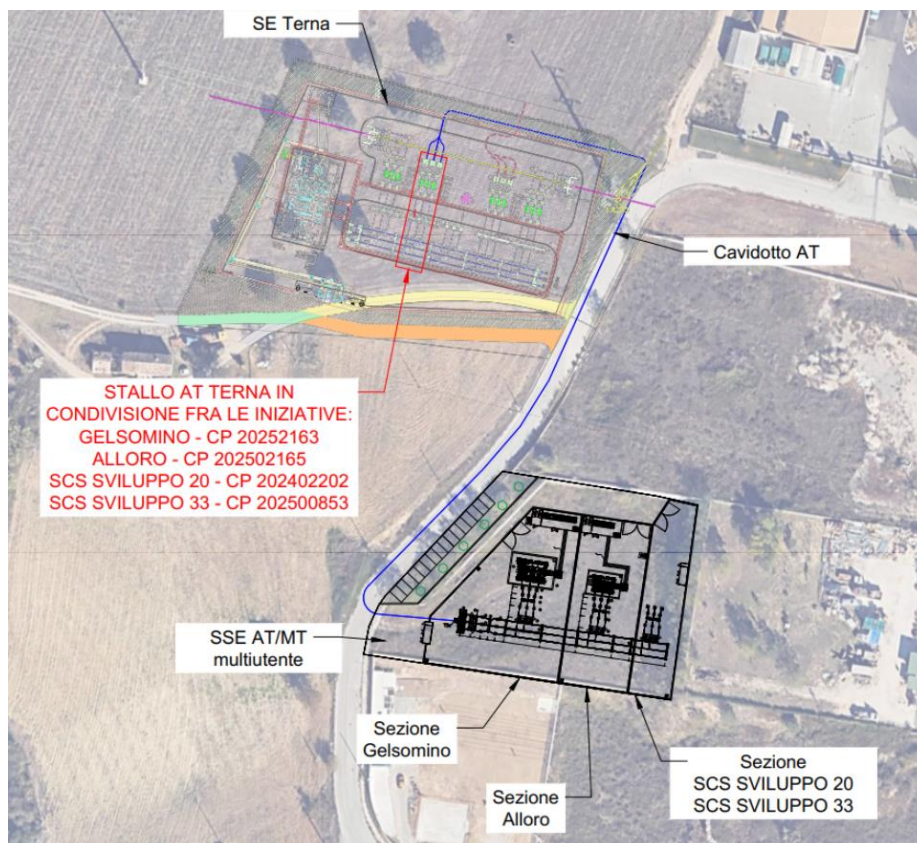 SE Terna
Cavidotto AT
STALLO AT TERNA IN
CONDIVISIONE FRA LE INIZIATIVE:
GELSOMINO - CP 20252163
ALLORO - CP 202502165
SCS SVILUPPO 20 - CP 202402202
SCS SVILUPPO 33 - CP 202500853
SSE AT/MT
multiutente
Sezione
Gelsomino
Sezione
Alloro
Sezione
SCS SVILUPPO 20
SCS SVILUPPO 33